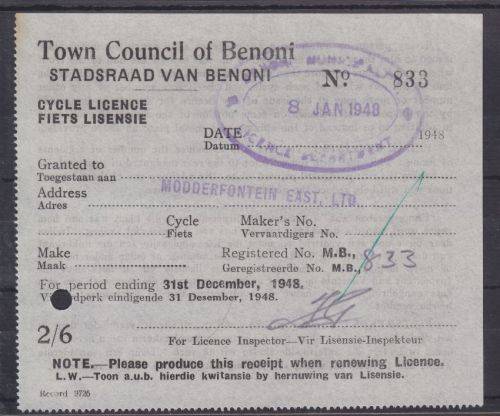 Town Council of Benoni
STADSRAAD VAN BENONI
No. 833
CYCLE LICENCE
FIETS LISENSIE
8 JAN 1948
LICENCE DEPARTMENT
DATE 1948
Datum
Granted to
Toegestaan aan
Address
Adres
MODDERFONTEIN EAST, LTD.
Cycle Maker's No.
Fiets Vervaardigers No.
Make Registered No. M.B., 833
Maak Geregistreerde No. M.B.,
For period ending 31st December, 1948.
eindigende 31 Desember, 1948.
2/6
For Licence Inspector—Vir Lisensie-Inspekteur
NOTE.—Please produce this receipt when renewing Licence.
L.W.—Toon a.u.b. hierdie kwitansie by hernuwing van Lisensie.
Record 9725